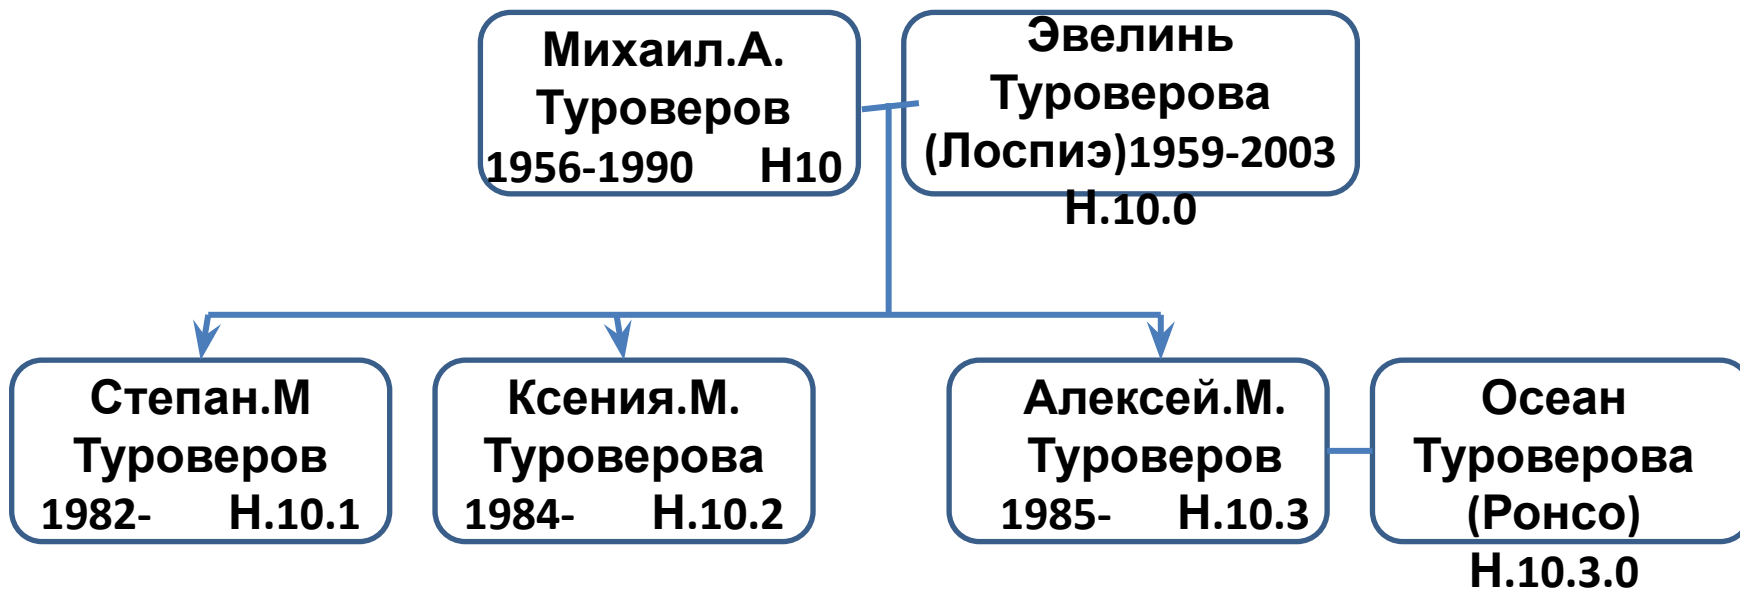 Михаил.А.
Туроверов
1956-1990 Н10
Эвелинь
Туроверова
(Лоспиэ)1959-2003
Н.10.0
Степан.М
Туроверов
1982- Н.10.1
Ксения.М.
Туроверова
1984- Н.10.2
Алексей.М.
Туроверов
1985- Н.10.3
Осеан
Туроверова
(Ронсо)
Н.10.3.0